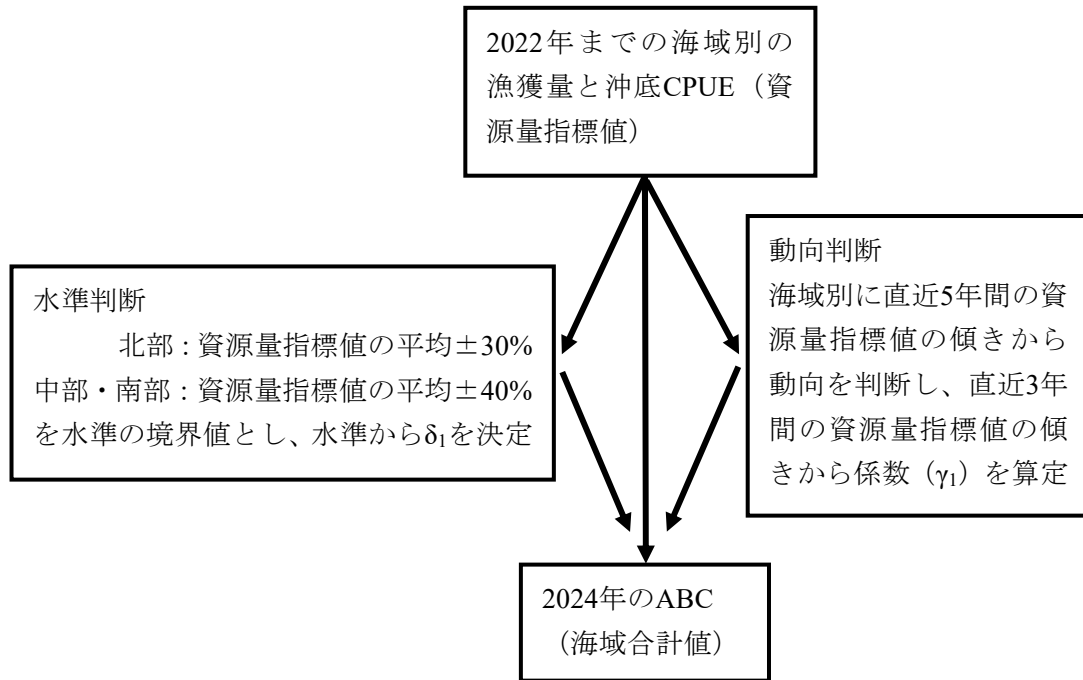 2022年までの海域別の
漁獲量と沖底CPUE（資
源量指標値）
水準判断
北部：資源量指標値の平均±30%
中部・南部：資源量指標値の平均±40%
を水準の境界値とし、水準からδ₁を決定
動向判断
海域別に直近5年間の資
源量指標値の傾きから
動向を判断し、直近3年
間の資源量指標値の傾
きから係数（γ₁）を算定
2024年のABC
（海域合計値）